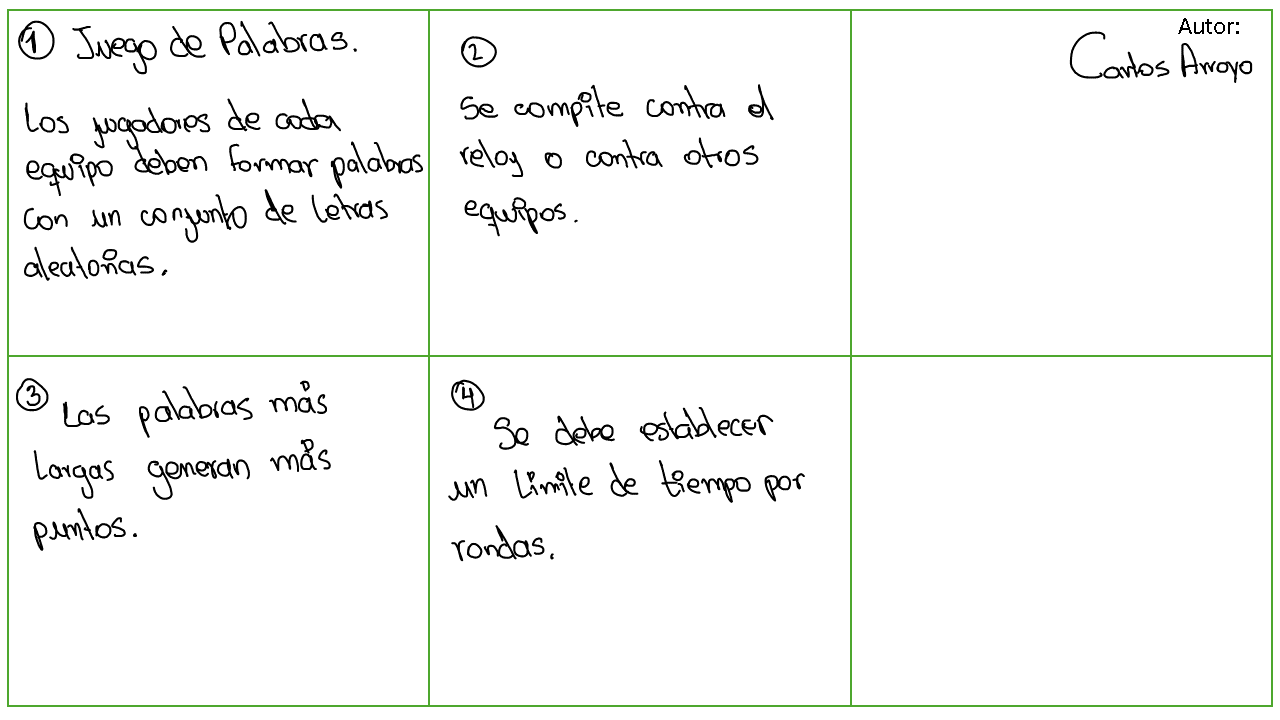 ① Juego de Palabras.
Los jugadores de cada
equipo deben formar palabras
con un conjunto de letras
aleatorias.
②
Se compite contra el
reloj o contra otros
equipos.
Autor:
Carlos Arroyo
③ Las palabras más
largas generan más
puntos.
④
Se debe establecer
un límite de tiempo por
rondas.